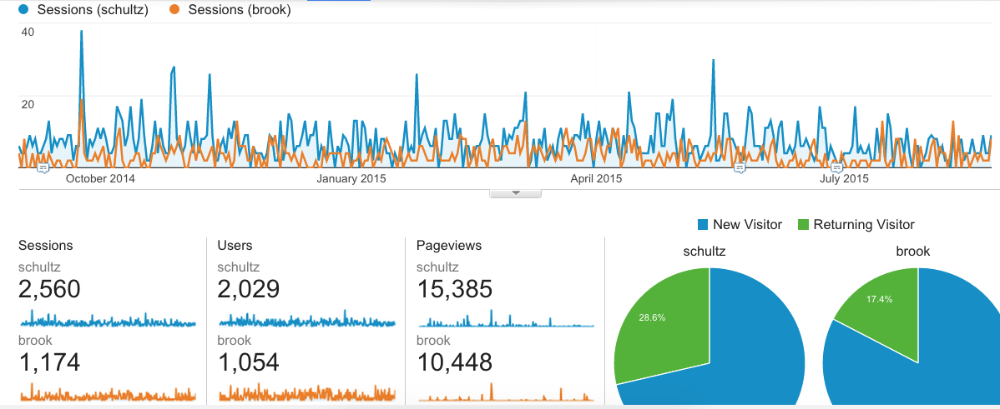 Sessions (schultz) Sessions (brook)
40
20
October 2014 January 2015 April 2015 July 2015
New Visitor Returning Visitor
Sessions Users Pageviews schultz brook
schultz schultz schultz
2,560 2,029 15,385
28.6% 17.4%
brook brook brook
1,174 1,054 10,448